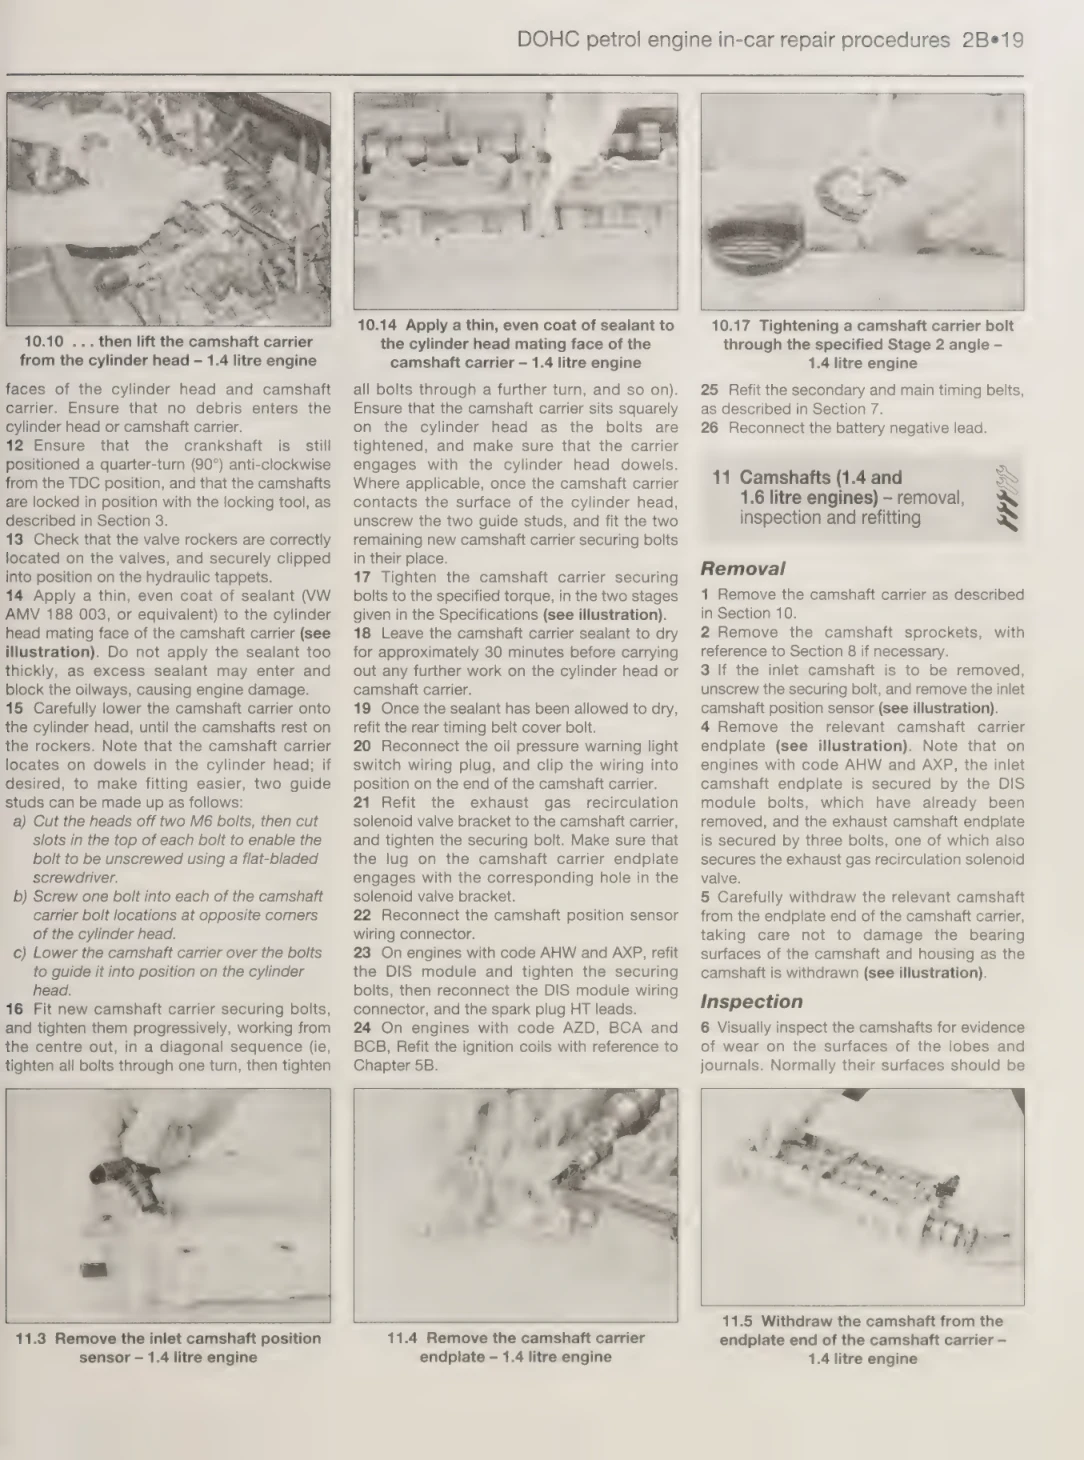 DOHC petrol engine in-car repair procedures 2B•19
10.10 ... then lift the camshaft carrier
from the cylinder head – 1.4 litre engine
faces of the cylinder head and camshaft
carrier. Ensure that no debris enters the
cylinder head or camshaft carrier.
12 Ensure that the crankshaft is still
positioned a quarter-turn (90°) anti-clockwise
from the TDC position, and that the camshafts
are locked in position with the locking tool, as
described in Section 3.
13 Check that the valve rockers are correctly
located on the valves, and securely clipped
into position on the hydraulic tappets.
14 Apply a thin, even coat of sealant (VW
AMV 188 003, or equivalent) to the cylinder
head mating face of the camshaft carrier (see
illustration). Do not apply the sealant too
thickly, as excess sealant may enter and
block the oilways, causing engine damage.
15 Carefully lower the camshaft carrier onto
the cylinder head, until the camshafts rest on
the rockers. Note that the camshaft carrier
locates on dowels in the cylinder head; if
desired, to make fitting easier, two guide
studs can be made up as follows:
a) Cut the heads off two M6 bolts, then cut
slots in the top of each bolt to enable the
bolt to be unscrewed using a flat-bladed
screwdriver.
b) Screw one bolt into each of the camshaft
carrier bolt locations at opposite corners
of the cylinder head.
c) Lower the camshaft carrier over the bolts
to guide it into position on the cylinder
head.
16 Fit new camshaft carrier securing bolts,
and tighten them progressively, working from
the centre out, in a diagonal sequence (ie,
tighten all bolts through one turn, then tighten
10.14 Apply a thin, even coat of sealant to
the cylinder head mating face of the
camshaft carrier – 1.4 litre engine
all bolts through a further turn, and so on).
Ensure that the camshaft carrier sits squarely
on the cylinder head as the bolts are
tightened, and make sure that the carrier
engages with the cylinder head dowels.
Where applicable, once the camshaft carrier
contacts the surface of the cylinder head,
unscrew the two guide studs, and fit the two
remaining new camshaft carrier securing bolts
in their place.
17 Tighten the camshaft carrier securing
bolts to the specified torque, in the two stages
given in the Specifications (see illustration).
18 Leave the camshaft carrier sealant to dry
for approximately 30 minutes before carrying
out any further work on the cylinder head or
camshaft carrier.
19 Once the sealant has been allowed to dry,
refit the rear timing belt cover bolt.
20 Reconnect the oil pressure warning light
switch wiring plug, and clip the wiring into
position on the end of the camshaft carrier.
21 Refit the exhaust gas recirculation
solenoid valve bracket to the camshaft carrier,
and tighten the securing bolt. Make sure that
the lug on the camshaft carrier endplate
engages with the corresponding hole in the
solenoid valve bracket.
22 Reconnect the camshaft position sensor
wiring connector.
23 On engines with code AHW and AXP, refit
the DIS module and tighten the securing
bolts, then reconnect the DIS module wiring
connector, and the spark plug HT leads.
24 On engines with code AZD, BCA and
BCB, Refit the ignition coils with reference to
Chapter 5B.
10.17 Tightening a camshaft carrier bolt
through the specified Stage 2 angle –
1.4 litre engine
25 Refit the secondary and main timing belts,
as described in Section 7.
26 Reconnect the battery negative lead.
11 Camshafts (1.4 and
1.6 litre engines) – removal,
inspection and refitting
Removal
1 Remove the camshaft carrier as described
in Section 10.
2 Remove the camshaft sprockets, with
reference to Section 8 if necessary.
3 If the inlet camshaft is to be removed,
unscrew the securing bolt, and remove the inlet
camshaft position sensor (see illustration).
4 Remove the relevant camshaft carrier
endplate (see illustration). Note that on
engines with code AHW and AXP, the inlet
camshaft endplate is secured by the DIS
module bolts, which have already been
removed, and the exhaust camshaft endplate
is secured by three bolts, one of which also
secures the exhaust gas recirculation solenoid
valve.
5 Carefully withdraw the relevant camshaft
from the endplate end of the camshaft carrier,
taking care not to damage the bearing
surfaces of the camshaft and housing as the
camshaft is withdrawn (see illustration).
Inspection
6 Visually inspect the camshafts for evidence
of wear on the surfaces of the lobes and
journals. Normally their surfaces should be
11.3 Remove the inlet camshaft position
sensor – 1.4 litre engine
11.4 Remove the camshaft carrier
endplate – 1.4 litre engine
11.5 Withdraw the camshaft from the
endplate end of the camshaft carrier –
1.4 litre engine